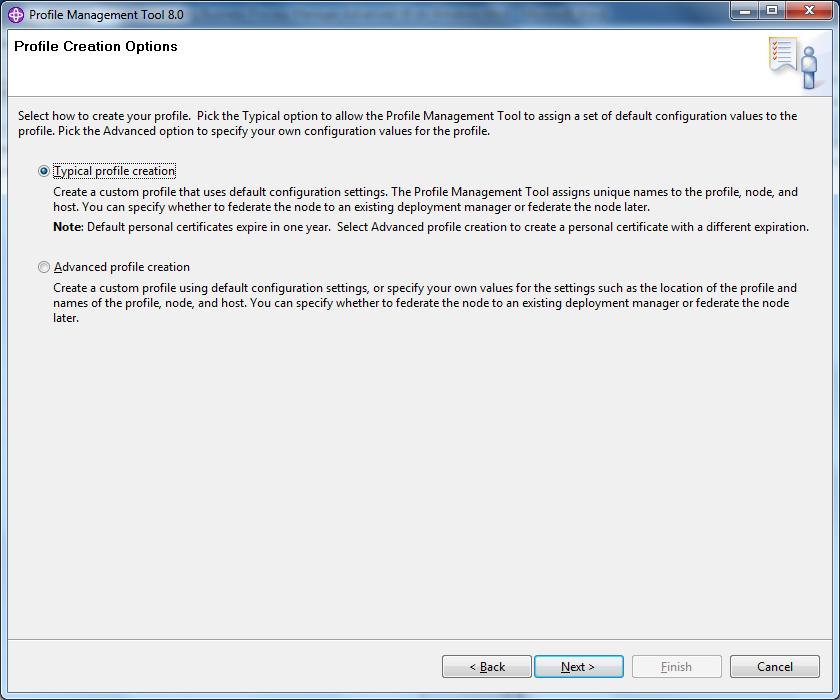 Profile Management Tool 8.0
Profile Creation Options
Select how to create your profile.  Pick the Typical option to allow the Profile Management Tool to assign a set of default configuration values to the
profile. Pick the Advanced option to specify your own configuration values for the profile.
Typical profile creation
Create a custom profile that uses default configuration settings. The Profile Management Tool assigns unique names to the profile, node, and
host. You can specify whether to federate the node to an existing deployment manager or federate the node later.
Note: Default personal certificates expire in one year.  Select Advanced profile creation to create a personal certificate with a different expiration.
Advanced profile creation
Create a custom profile using default configuration settings, or specify your own values for the settings such as the location of the profile and
names of the profile, node, and host. You can specify whether to federate the node to an existing deployment manager or federate the node
later.
< Back
Next >
Finish
Cancel